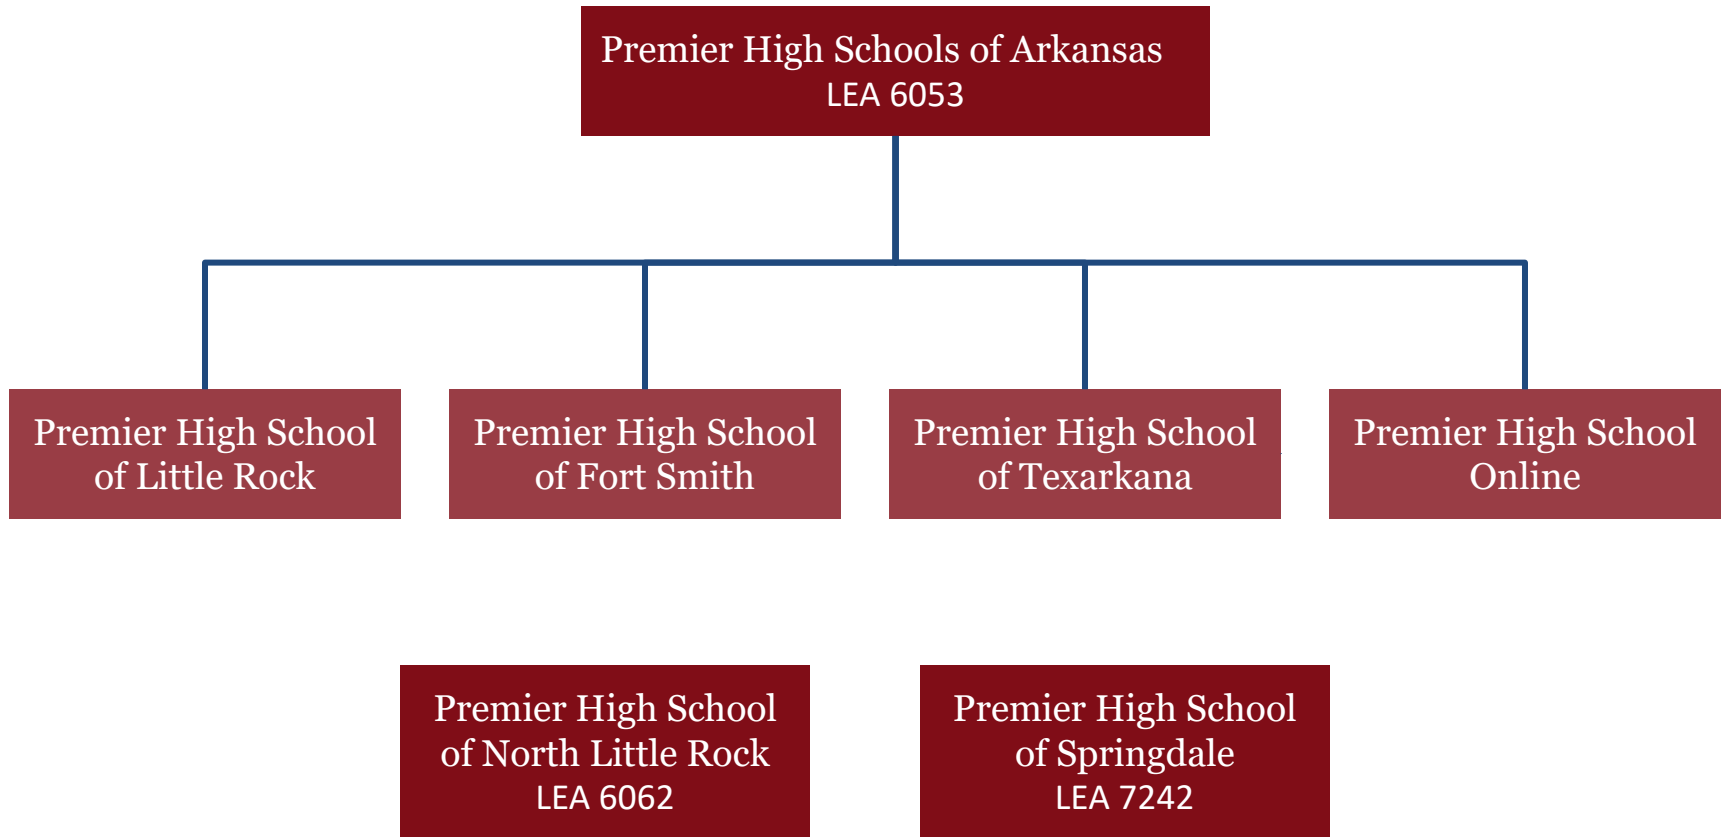 Premier High Schools of Arkansas
LEA 6053
Premier High School
of Little Rock
Premier High School
of Fort Smith
Premier High School
of Texarkana
Premier High School
Online
Premier High School
of North Little Rock
LEA 6062
Premier High School
of Springdale
LEA 7242